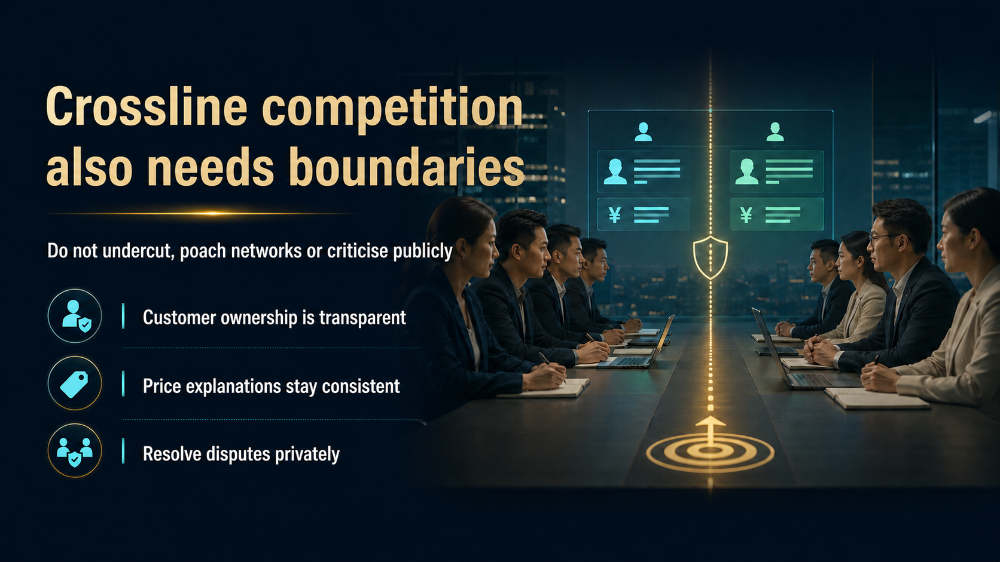 Crossline competition
also needs boundaries
Do not undercut, poach networks or criticise publicly
Customer ownership is transparent
Price explanations stay consistent
Resolve disputes privately
¥
¥